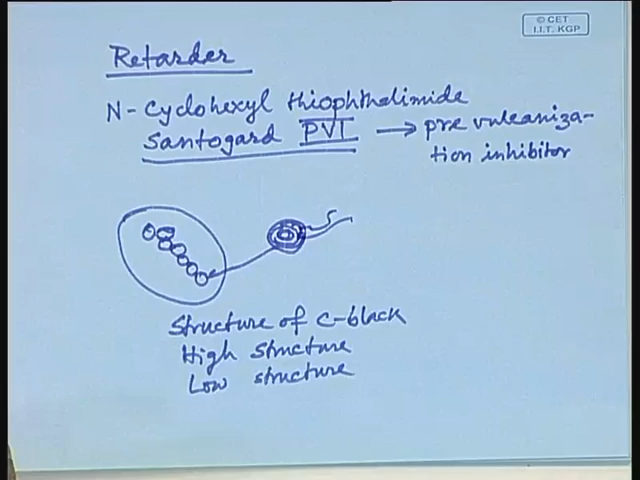 © CET
I.I.T. KGP
Retarder
N-Cyclohexyl thiophthalimide
Santogard PVI → pre vulcaniza-
tion inhibitor
Structure of C-black
High Structure
Low structure